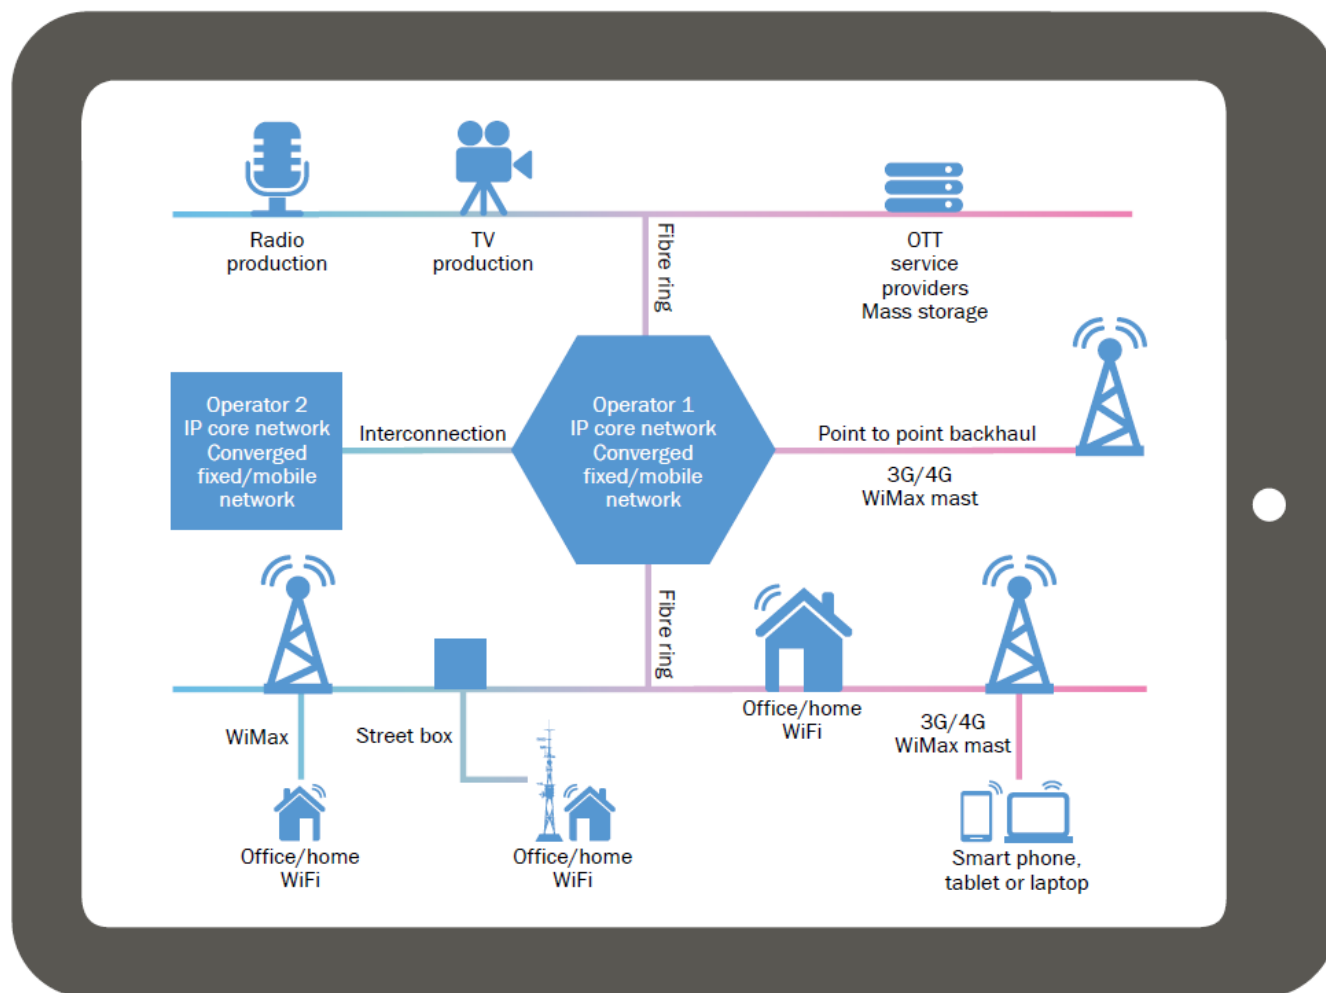 Radio
production
TV
production
Fibre ring
OTT
service
providers
Mass storage
Operator 2
IP core network
Converged
fixed/mobile
network
Interconnection
Operator 1
IP core network
Converged
fixed/mobile
network
Point to point backhaul
3G/4G
WiMax mast
Fibre ring
WiMax
Street box
Office/home
WiFi
3G/4G
WiMax mast
Office/home
WiFi
Office/home
WiFi
Smart phone,
tablet or laptop